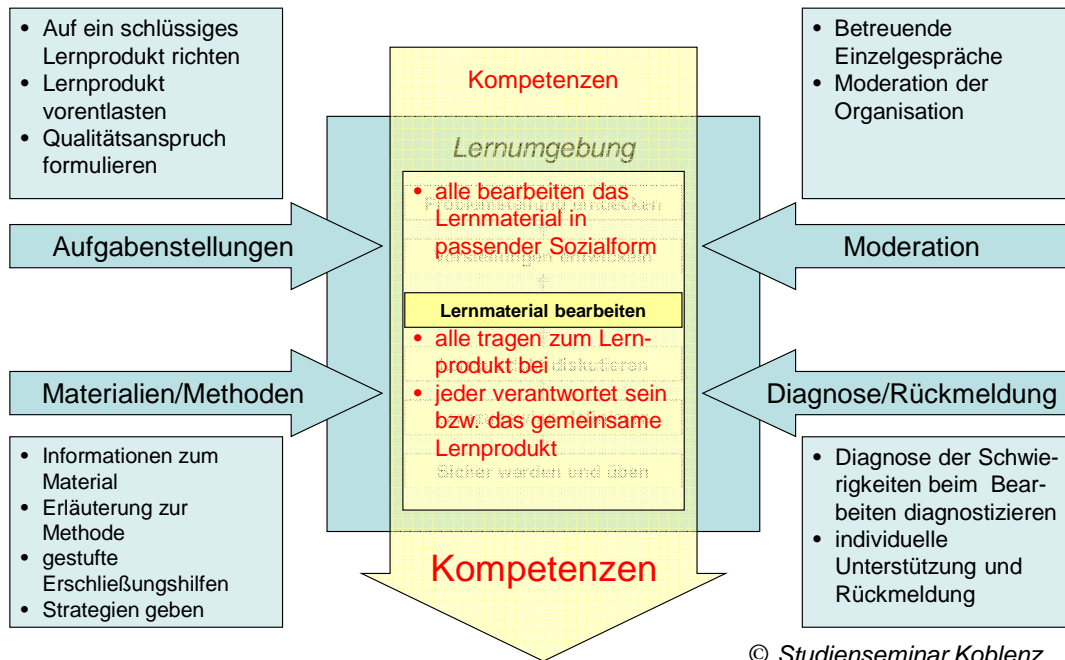 • Auf ein schlüssiges
Lernprodukt richten
• Lernprodukt
vorentlasten
• Qualitätsanspruch
formulieren
Aufgabenstellungen
Materialien/Methoden
• Informationen zum
Material
• Erläuterung zur
Methode
• gestufte
Erschließungshilfen
• Strategien geben
Kompetenzen
Lernumgebung
• alle bearbeiten das
Lernmaterial in
passender Sozialform
Lernmaterial bearbeiten
• alle tragen zum Lern-
produkt bei
diskutieren
• jeder verantwortet sein
bzw. das gemeinsame
Lernprodukt
Sicher werden und üben
Kompetenzen
• Betreuende
Einzelgespräche
• Moderation der
Organisation
Moderation
Diagnose/Rückmeldung
• Diagnose der Schwie-
rigkeiten beim Bear-
beiten diagnostizieren
• individuelle
Unterstützung und
Rückmeldung
© Studienseminar Koblenz